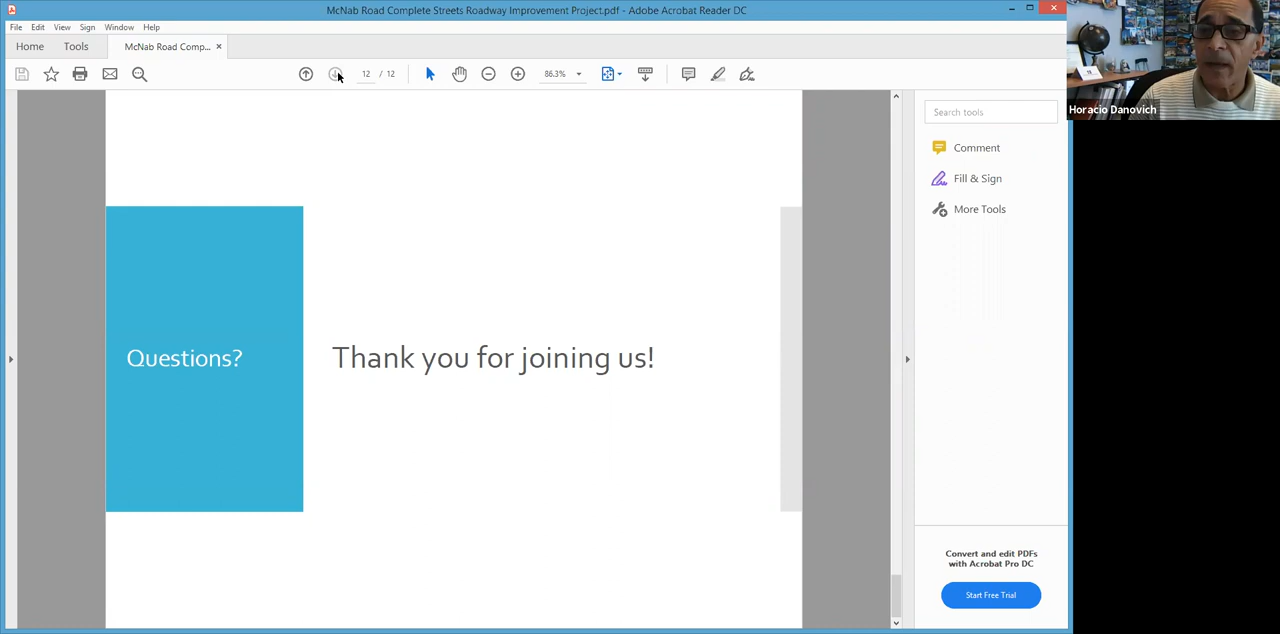 McNab Road Complete Streets Roadway Improvement Project.pdf - Adobe Acrobat Reader DC
File Edit View Sign Window Help
Home Tools McNab Road Comp... ×
12 / 12 86.3%
Horacio Danovich
Search tools
Comment
Fill & Sign
More Tools
Questions? Thank you for joining us!
Convert and edit PDFs
with Acrobat Pro DC
Start Free Trial